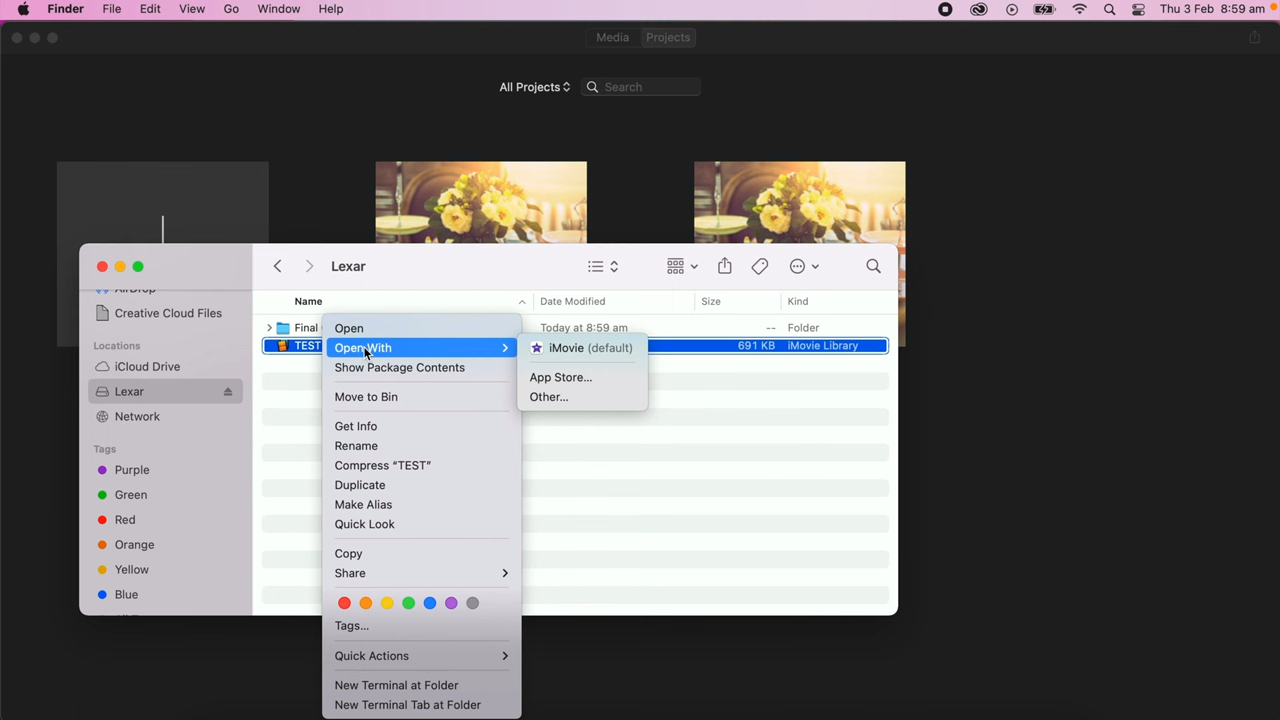 Finder File Edit View Go Window Help Thu 3 Feb 8:59 am
Media Projects
All Projects Search
Lexar
AirDrop
Creative Cloud Files
Locations
iCloud Drive
Lexar
Network
Tags
Purple
Green
Red
Orange
Yellow
Blue
Name Date Modified Size Kind
Final Today at 8:59 am -- Folder
TEST 691 KB iMovie Library
Open
Open With
Show Package Contents
Move to Bin
Get Info
Rename
Compress “TEST”
Duplicate
Make Alias
Quick Look
Copy
Share
Tags...
Quick Actions
New Terminal at Folder
New Terminal Tab at Folder
iMovie (default)
App Store...
Other...